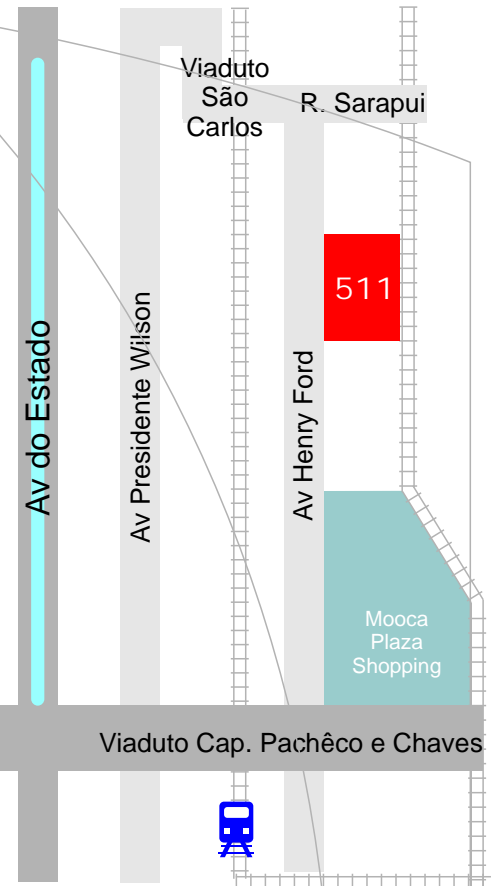 Viaduto
São
Carlos
R. Sarapui
511
Av do Estado
Av Presidente Wilson
Av Henry Ford
Mooca
Plaza
Shopping
Viaduto Cap. Pachêco e Chaves